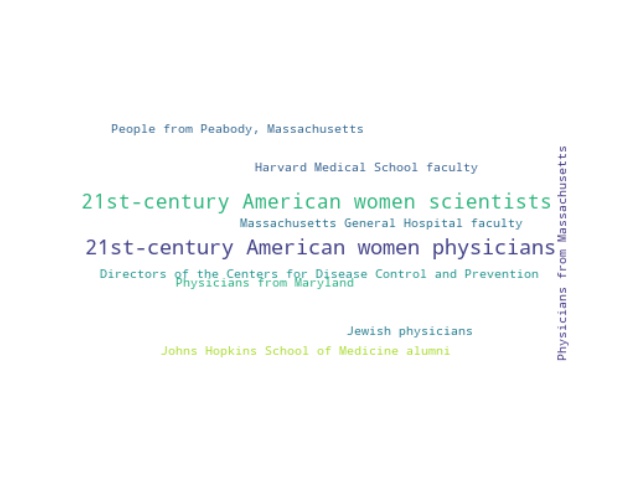 People from Peabody, Massachusetts
Harvard Medical School faculty
21st-century American women scientists
Massachusetts General Hospital faculty
21st-century American women physicians
Directors of the Centers for Disease Control and Prevention
Physicians from Maryland
Jewish physicians
Johns Hopkins School of Medicine alumni
Physicians from Massachusetts